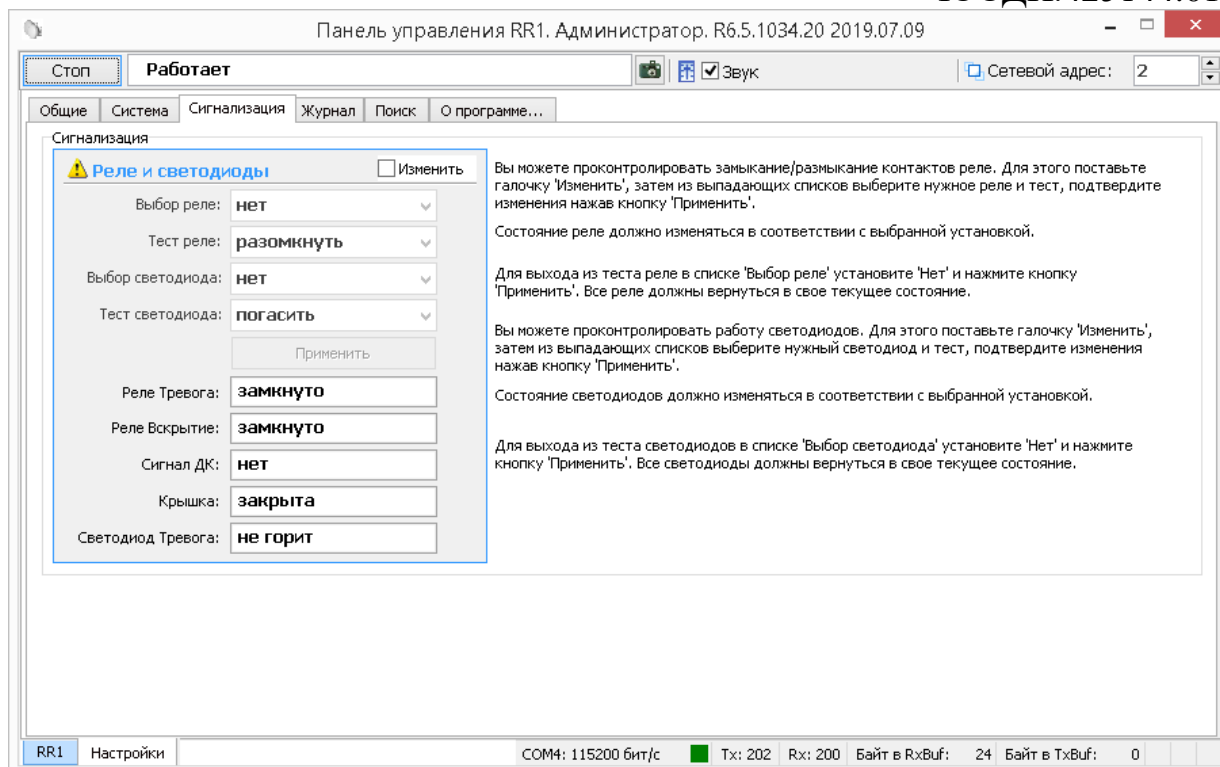 Панель управления RR1. Администратор. R6.5.1034.20 2019.07.09
Стоп Работает Звук Сетевой адрес: 2
Общие Система Сигнализация Журнал Поиск О программе...
Сигнализация
Реле и светодиоды Изменить
Выбор реле: нет
Тест реле: разомкнуть
Выбор светодиода: нет
Тест светодиода: погасить
Применить
Реле Тревога: замкнуто
Реле Вскрытие: замкнуто
Сигнал ДК: нет
Крышка: закрыта
Светодиод Тревога: не горит
Вы можете проконтролировать замыкание/размыкание контактов реле. Для этого поставьте
галочку 'Изменить', затем из выпадающих списков выберите нужное реле и тест, подтвердите
изменения нажав кнопку 'Применить'.
Состояние реле должно изменяться в соответствии с выбранной установкой.
Для выхода из теста реле в списке 'Выбор реле' установите 'Нет' и нажмите кнопку
'Применить'. Все реле должны вернуться в свое текущее состояние.
Вы можете проконтролировать работу светодиодов. Для этого поставьте галочку 'Изменить',
затем из выпадающих списков выберите нужный светодиод и тест, подтвердите изменения
нажав кнопку 'Применить'.
Состояние светодиодов должно изменяться в соответствии с выбранной установкой.
Для выхода из теста светодиодов в списке 'Выбор светодиода' установите 'Нет' и нажмите
кнопку 'Применить'. Все светодиоды должны вернуться в свое текущее состояние.
RR1 Настройки COM4: 115200 бит/с Tx: 202 Rx: 200 Байт в RxBuf: 24 Байт в TxBuf: 0